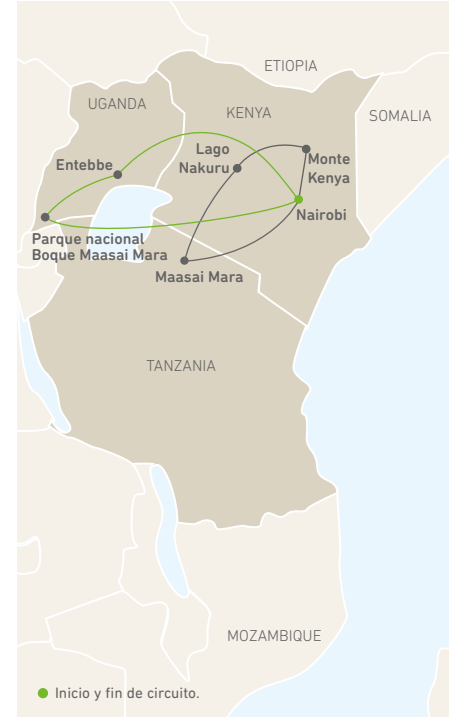 ETIOPIA
UGANDA
KENYA
SOMALIA
Entebbe
Lago
Nakuru
Monte
Kenya
Nairobi
Parque nacional
Boque Maasai Mara
Maasai Mara
TANZANIA
MOZAMBIQUE
Inicio y fin de circuito.